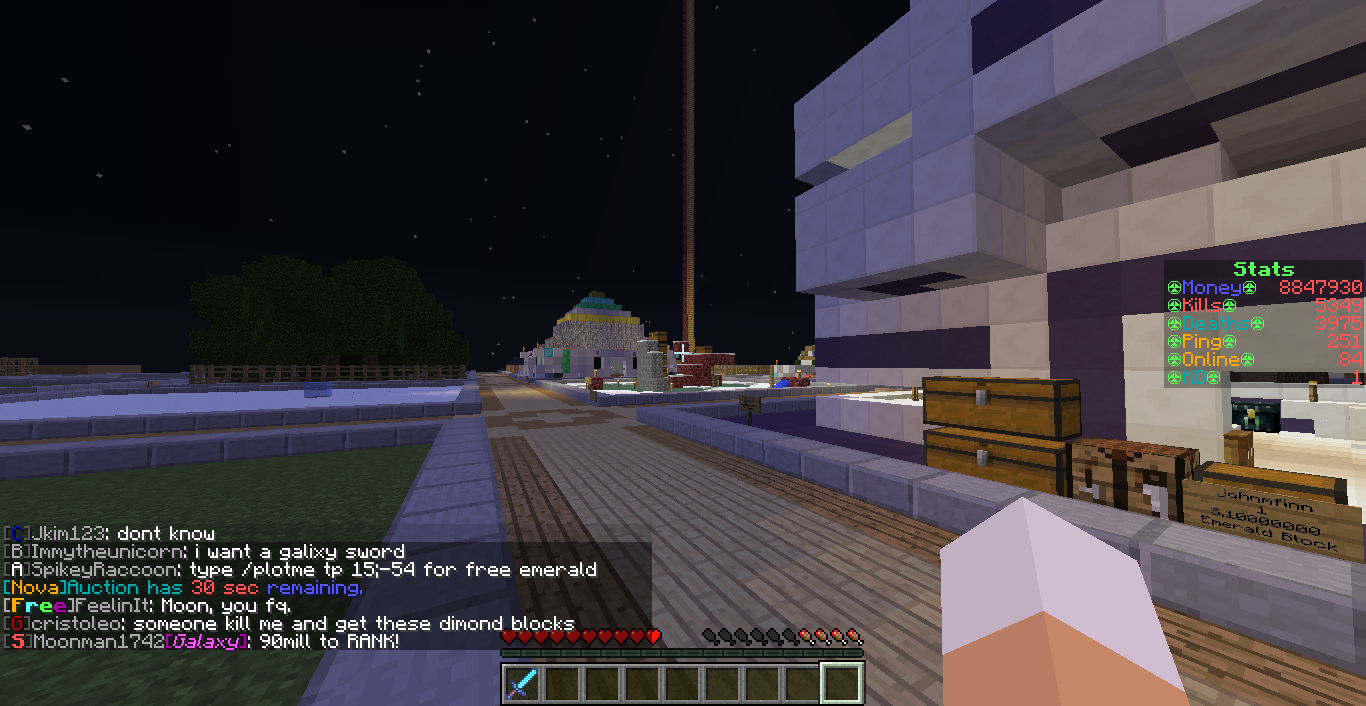 Stats
Money 8847930
Kills 5349
Deaths 3975
Ping 251
Online 84
KD 1
johnmfinn
1
S.10000000
Emerald Block
[C]Jkim123: dont know
[B]Immytheunicorn: i want a galixy sword
[A]SpikeyRaccoon: type /plotme tp 15;-54 for free emerald
[Nova]Auction has 30 sec remaining.
[Free]FeelinIt: Moon, you fq.
[G]cristoleo: someone kill me and get these dimond blocks
[S]Moonman1742[Galaxy]: 90mill to RANK!